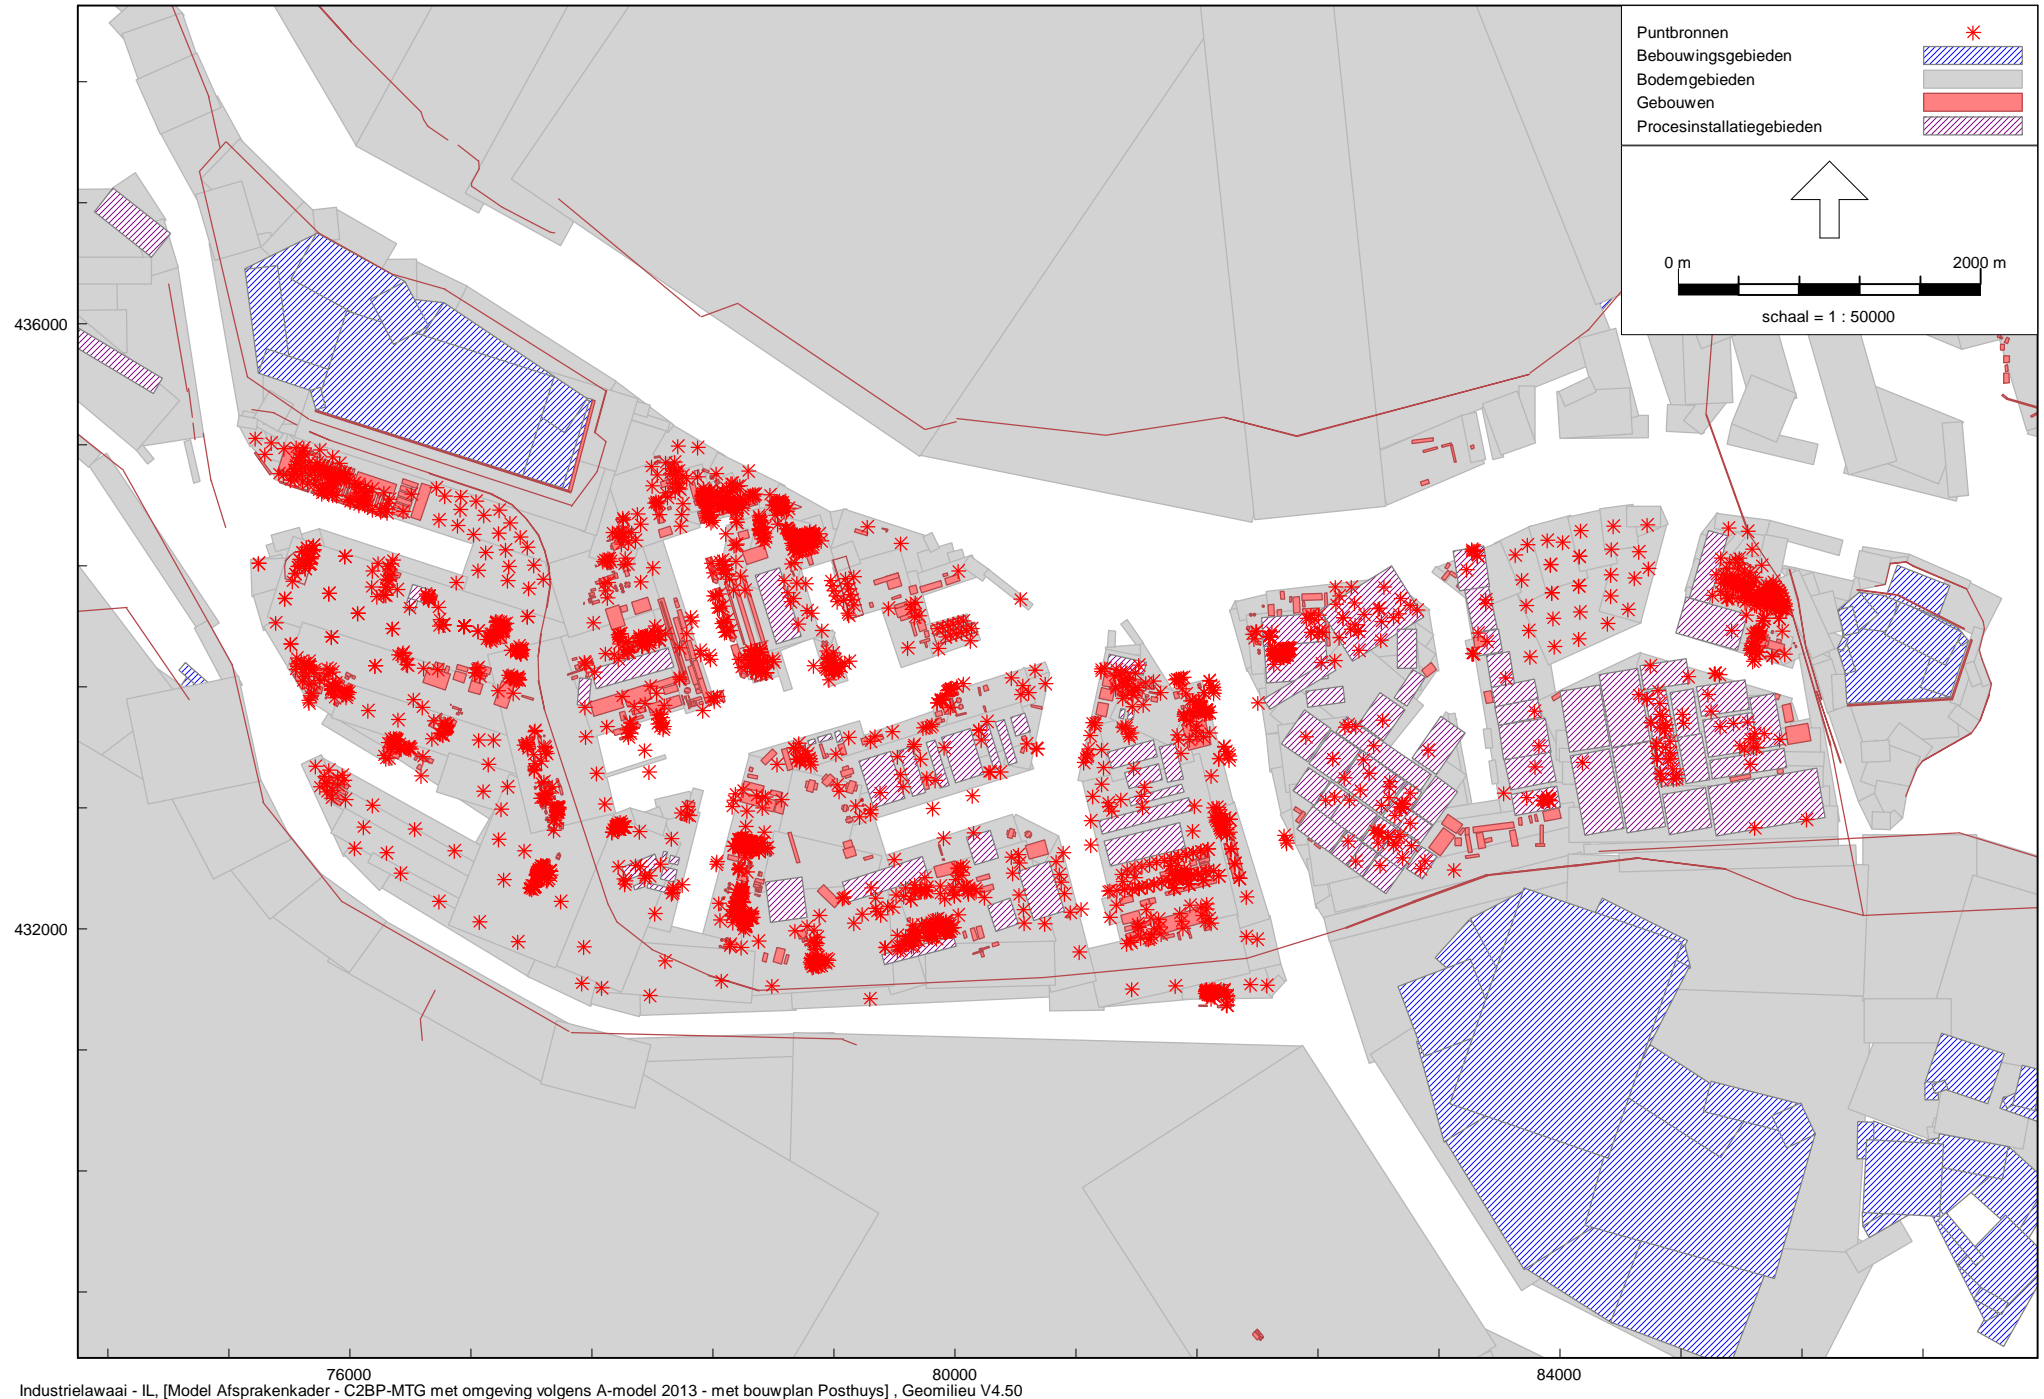 Puntbronnen
Bebouwingsgebieden
Bodemgebieden
Gebouwen
Procesinstallatiegebieden
0 m 2000 m
schaal = 1 : 50000
436000
432000
76000 80000 84000
Industrielawaai - IL, [Model Afsprakenkader - C2BP-MTG met omgeving volgens A-model 2013 - met bouwplan Posthuys] , Geomilieu V4.50